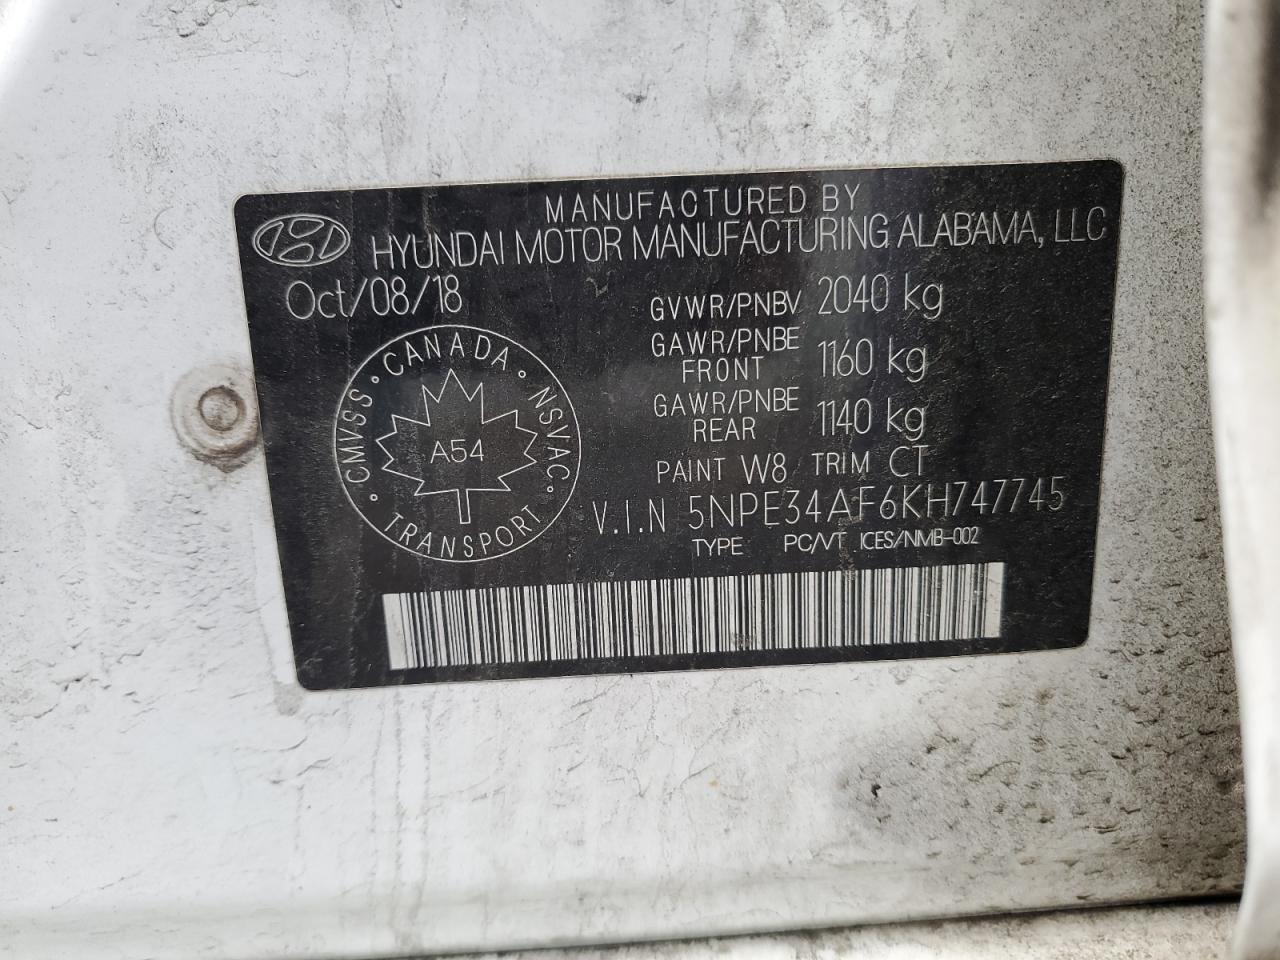 MANUFACTURED BY
HYUNDAI MOTOR MANUFACTURING ALABAMA, LLC
Oct/08/18
GVWR/PNBV 2040 kg
GAWR/PNBE FRONT 1160 kg
GAWR/PNBE REAR 1140 kg
PAINT W8 TRIM CT
V.I.N 5NPE34AF6KH747745
TYPE PC/VT ICES/NMB-002
CMVSS · CANADA · NSVAC
TRANSPORT
A54